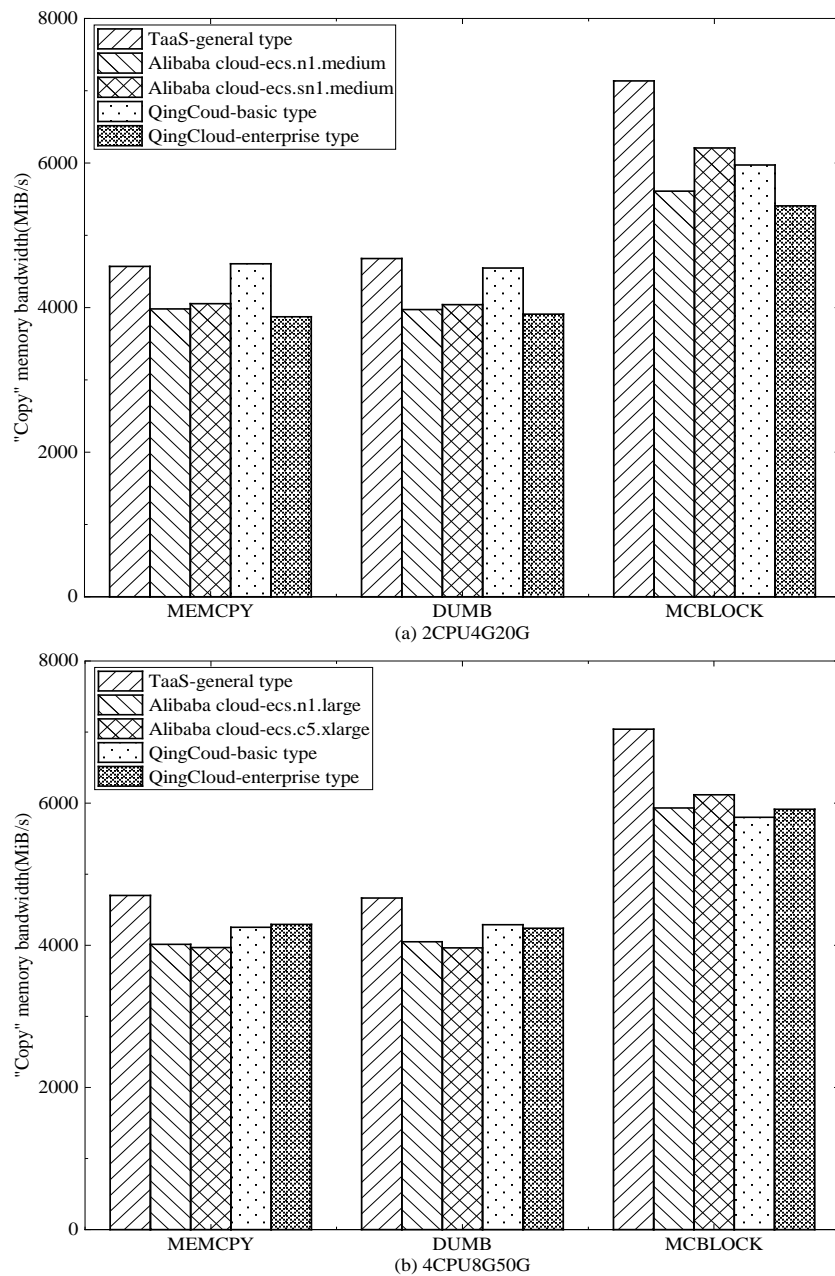 8000
TaaS-general type
Alibaba cloud-ecs.n1.medium
Alibaba cloud-ecs.sn1.medium
QingCoud-basic type
QingCloud-enterprise type
6000
4000
2000
0
"Copy" memory bandwidth(MiB/s)
MEMCPY DUMB MCBLOCK
(a) 2CPU4G20G
8000
TaaS-general type
Alibaba cloud-ecs.n1.large
Alibaba cloud-ecs.c5.xlarge
QingCoud-basic type
QingCloud-enterprise type
6000
4000
2000
0
"Copy" memory bandwidth(MiB/s)
MEMCPY DUMB MCBLOCK
(b) 4CPU8G50G